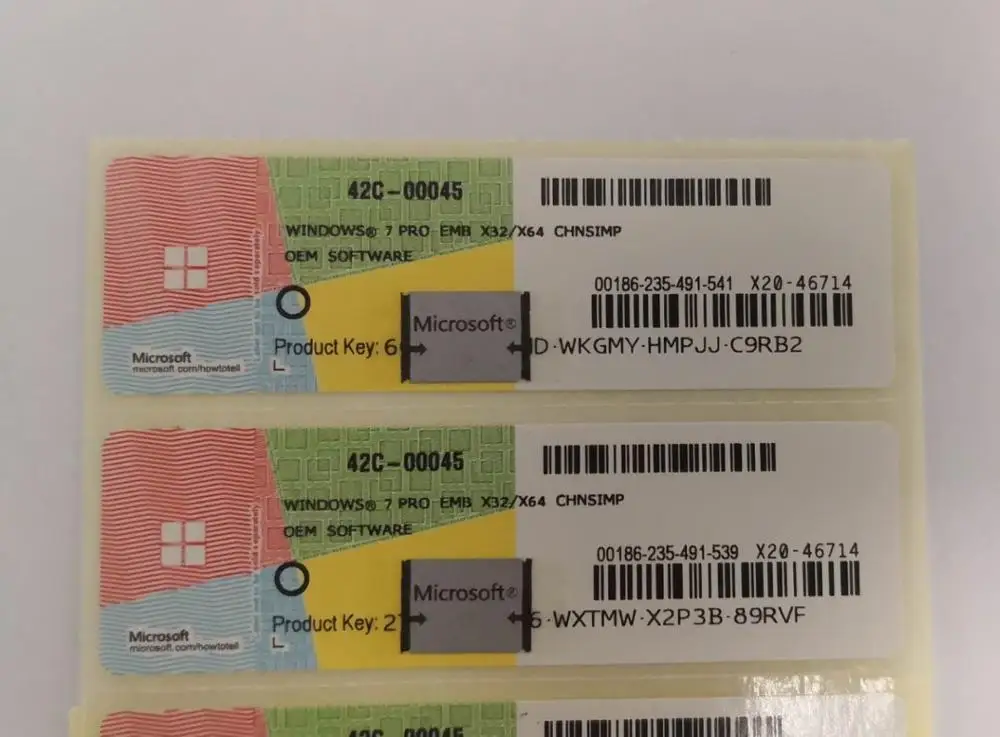 42C-00045
WINDOWS® 7 PRO EMB X32/X64 CHNSIMP
OEM SOFTWARE
00186-235-491-541 X20-46714
Microsoft®
Product Key: 6 D-WKGMY-HMPJJ-C9RB2
Microsoft
microsoft.com/howtotell
42C-00045
WINDOWS® 7 PRO EMB X32/X64 CHNSIMP
OEM SOFTWARE
00186-235-491-539 X20-46714
Microsoft®
Product Key: 2 6-WXTMW-X2P3B-89RVF
Microsoft
microsoft.com/howtotell
42C-00045